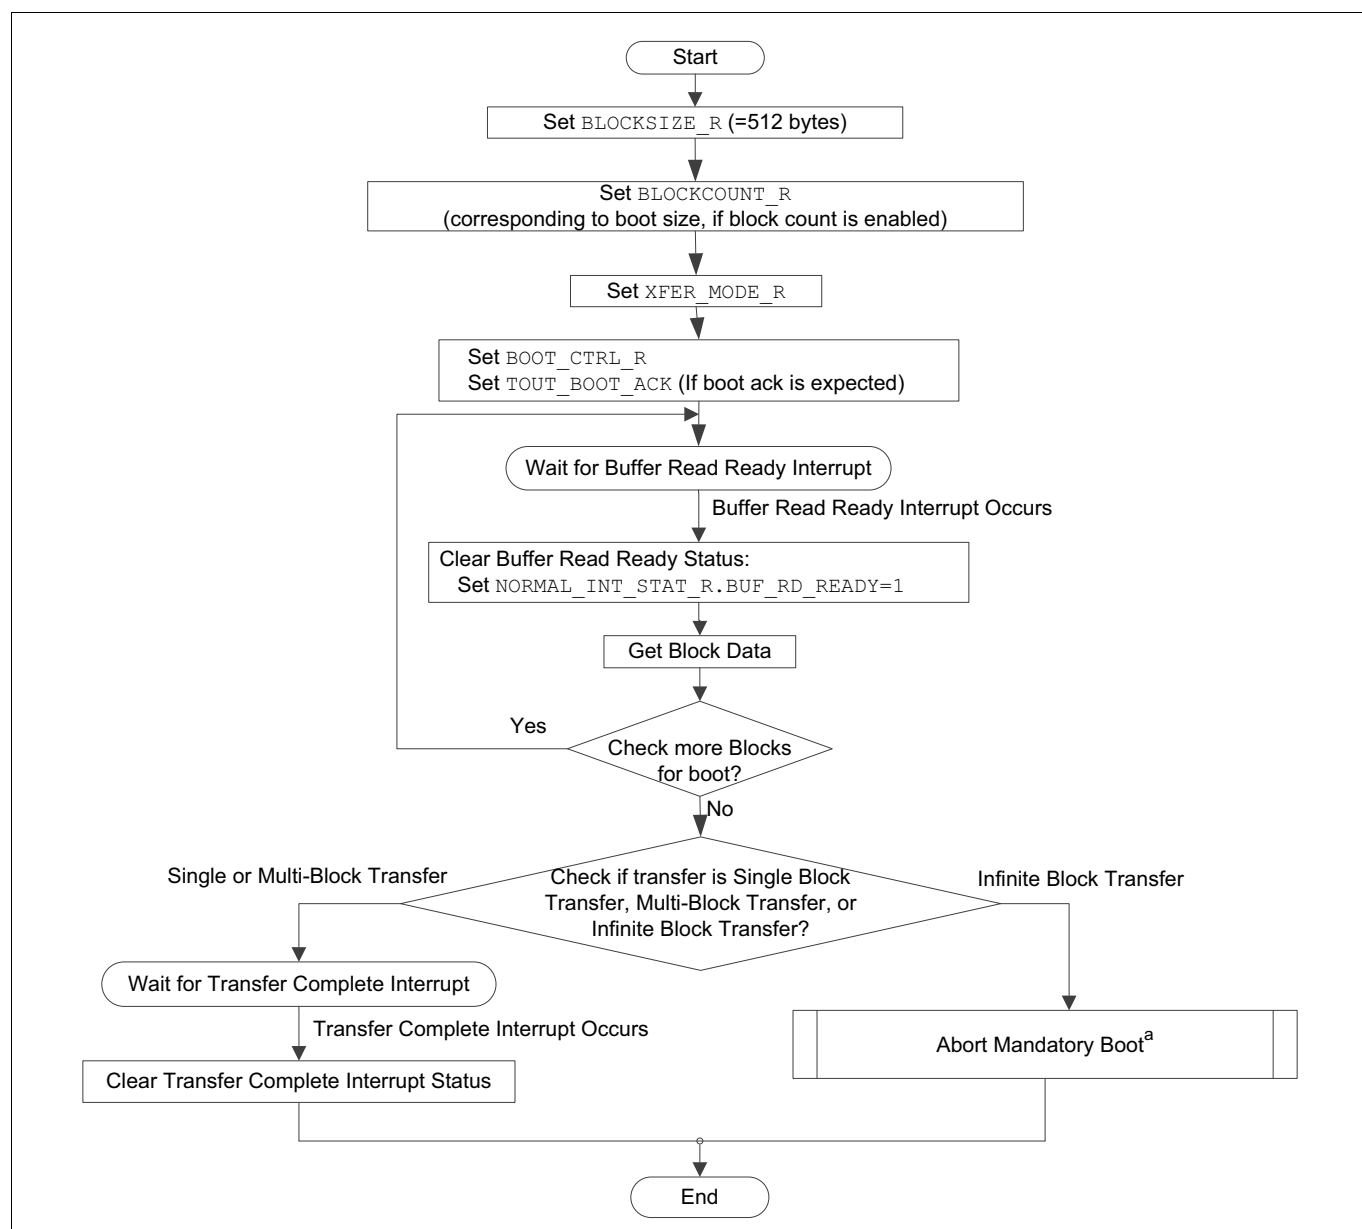 Start
Set BLOCKSIZE_R (=512 bytes)
Set BLOCKCOUNT_R
(corresponding to boot size, if block count is enabled)
Set XFER_MODE_R
Set BOOT_CTRL_R
Set TOUT_BOOT_ACK (If boot ack is expected)
Wait for Buffer Read Ready Interrupt
Buffer Read Ready Interrupt Occurs
Clear Buffer Read Ready Status:
Set NORMAL_INT_STAT_R.BUF_RD_READY=1
Get Block Data
Yes
Check more Blocks
for boot?
No
Single or Multi-Block Transfer
Check if transfer is Single Block
Transfer, Multi-Block Transfer, or
Infinite Block Transfer?
Infinite Block Transfer
Wait for Transfer Complete Interrupt
Transfer Complete Interrupt Occurs
Abort Mandatory Boot^a
Clear Transfer Complete Interrupt Status
End